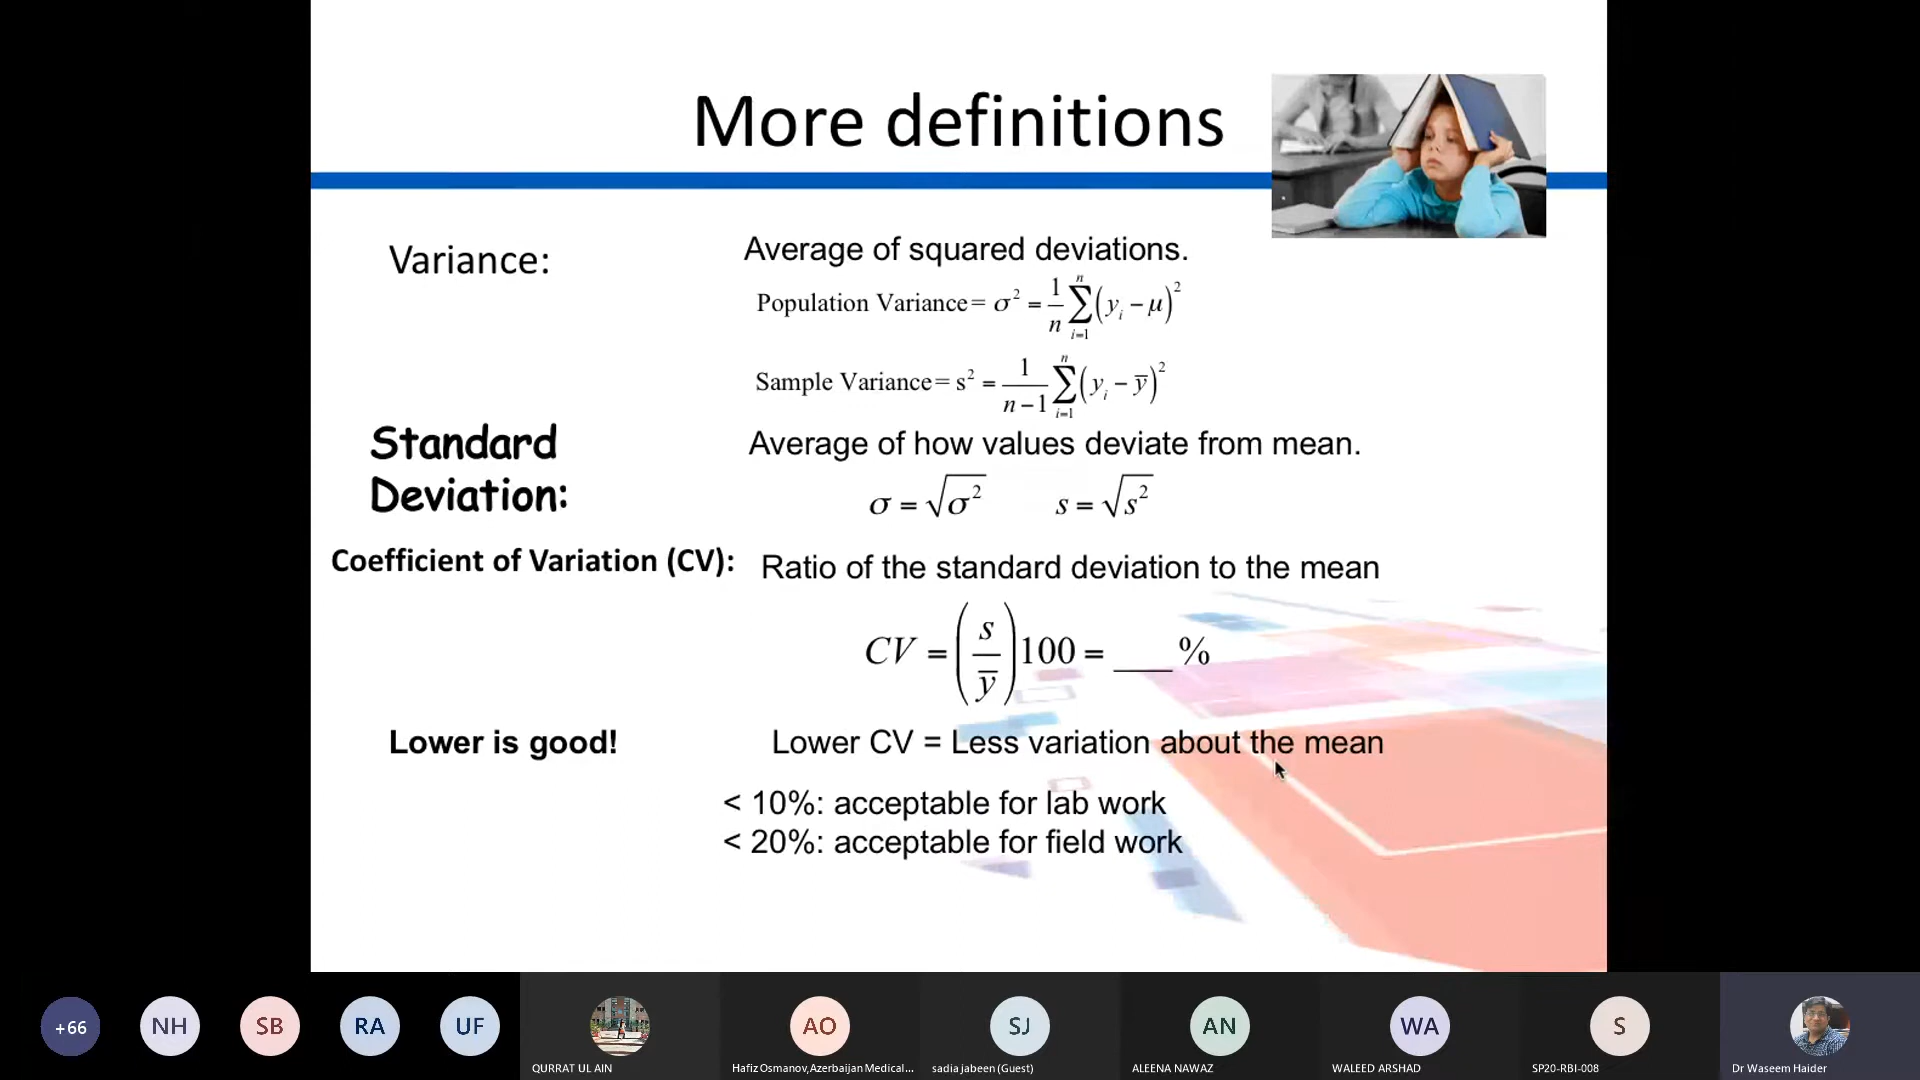 More definitions
Variance:
Average of squared deviations.
Population Variance= σ² = 1/n ∑ᵢ₌₁ⁿ (yᵢ − μ)²
Sample Variance= s² = 1/(n−1) ∑ᵢ₌₁ⁿ (yᵢ − ȳ)²
Standard
Deviation:
Average of how values deviate from mean.
σ = √σ² s = √s²
Coefficient of Variation (CV):
Ratio of the standard deviation to the mean
CV = (s/ȳ)100 = ___%
Lower is good!
Lower CV = Less variation about the mean
< 10%: acceptable for lab work
< 20%: acceptable for field work
+66
NH
SB
RA
UF
AO
SJ
AN
WA
S
QURRAT UL AIN
Hafiz Osmanov,Azerbaijan Medical...
sadia jabeen (Guest)
ALEENA NAWAZ
WALEED ARSHAD
SP20-RBI-008
Dr Waseem Haider